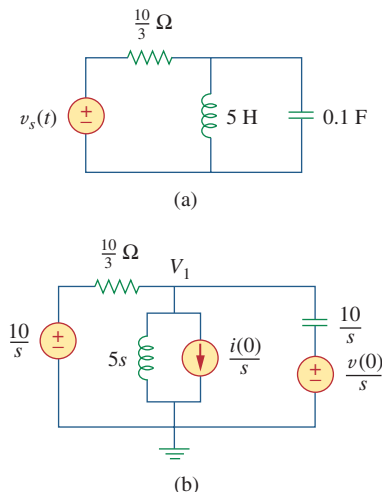 10/3 Ω
v_s(t)
+
−
5 H
0.1 F
(a)
10/3 Ω
V_1
10/s
+
−
5s
i(0)/s
10/s
+
−
v(0)/s
(b)